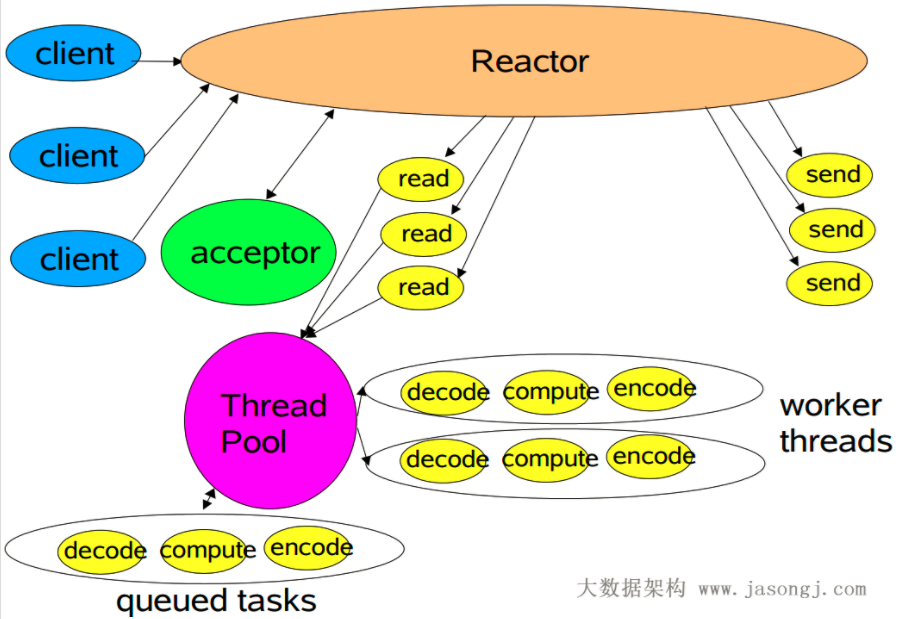 client
Reactor
client
client
acceptor
read
read
read
send
send
send
Thread
Pool
decode compute encode
decode compute encode
worker
threads
decode compute encode
queued tasks
大数据架构 www.jasongj.com